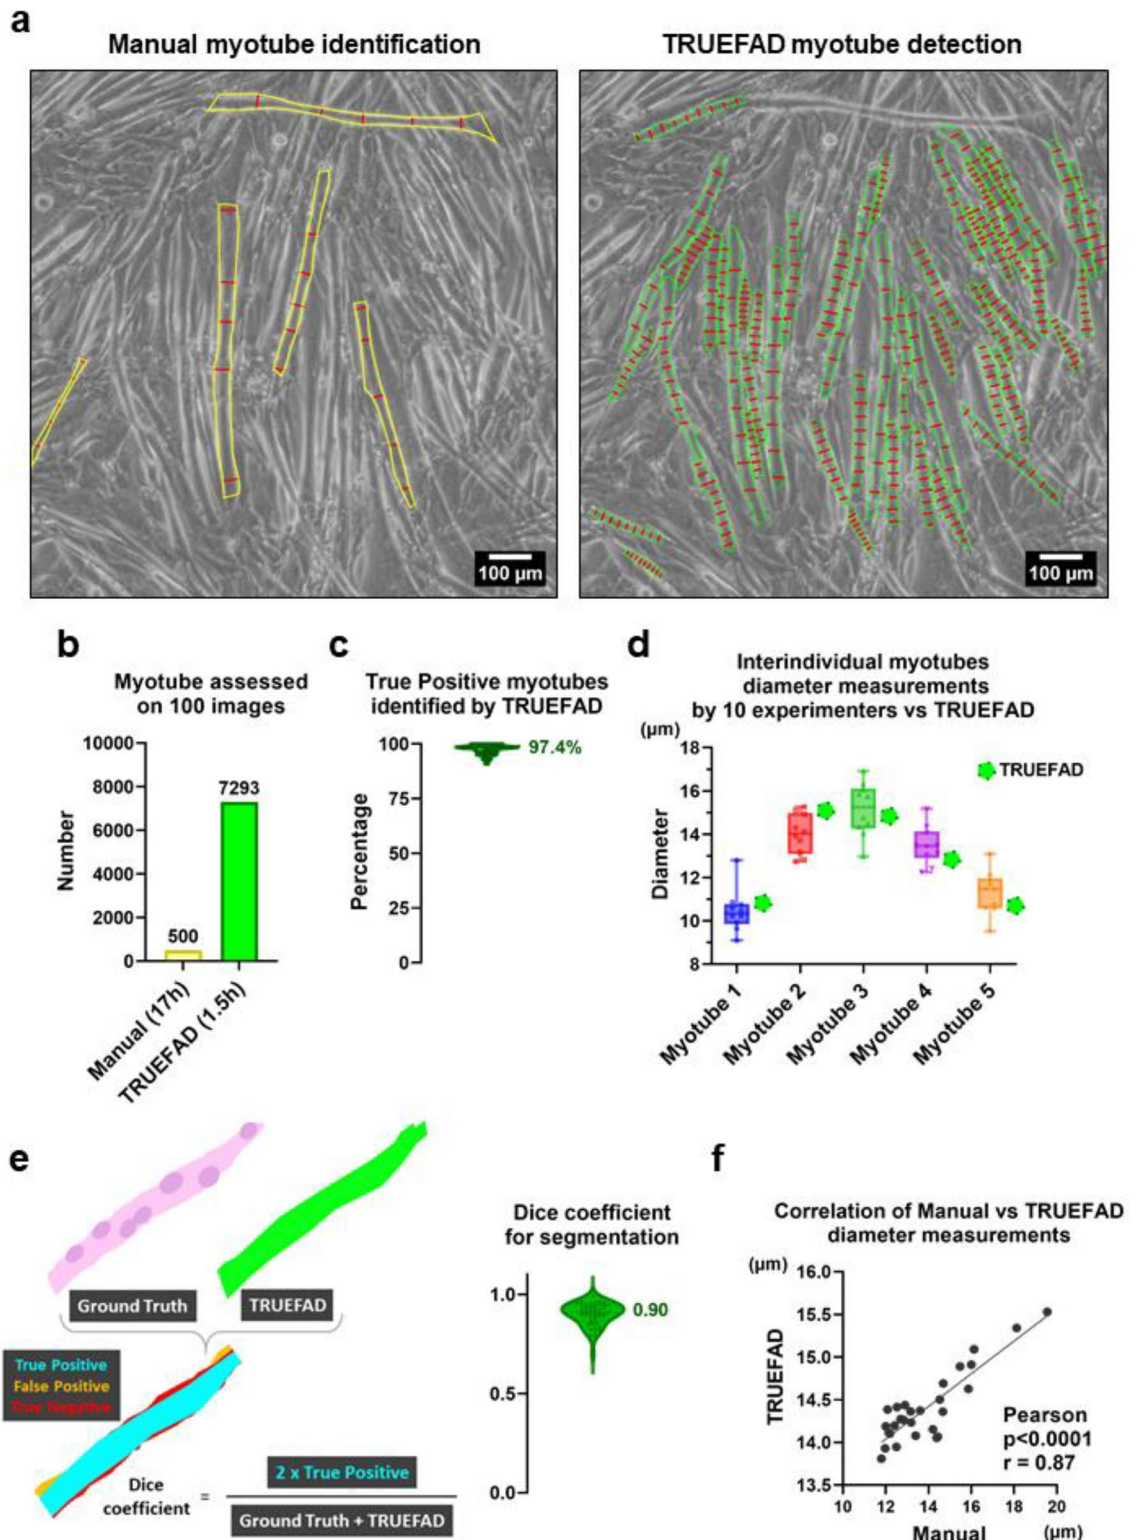 a
Manual myotube identification
TRUEFAD myotube detection
100 µm
100 µm
b
Myotube assessed
on 100 images
Number
10000
8000
6000
4000
2000
0
500
7293
Manual (17h)
TRUEFAD (1.5h)
c
True Positive myotubes
identified by TRUEFAD
Percentage
100
75
50
25
0
97.4%
d
Interindividual myotubes
diameter measurements
by 10 experimenters vs TRUEFAD
(µm)
Diameter
18
16
14
12
10
8
TRUEFAD
Myotube 1
Myotube 2
Myotube 3
Myotube 4
Myotube 5
e
Ground Truth
TRUEFAD
True Positive
False Positive
True Negative
Dice
coefficient
=
2 x True Positive
Ground Truth + TRUEFAD
Dice coefficient
for segmentation
1.0
0.5
0.0
0.90
f
Correlation of Manual vs TRUEFAD
diameter measurements
(µm)
TRUEFAD
16.0
15.5
15.0
14.5
14.0
13.5
Pearson
p<0.0001
r = 0.87
10 12 14 16 18 20
Manual (µm)